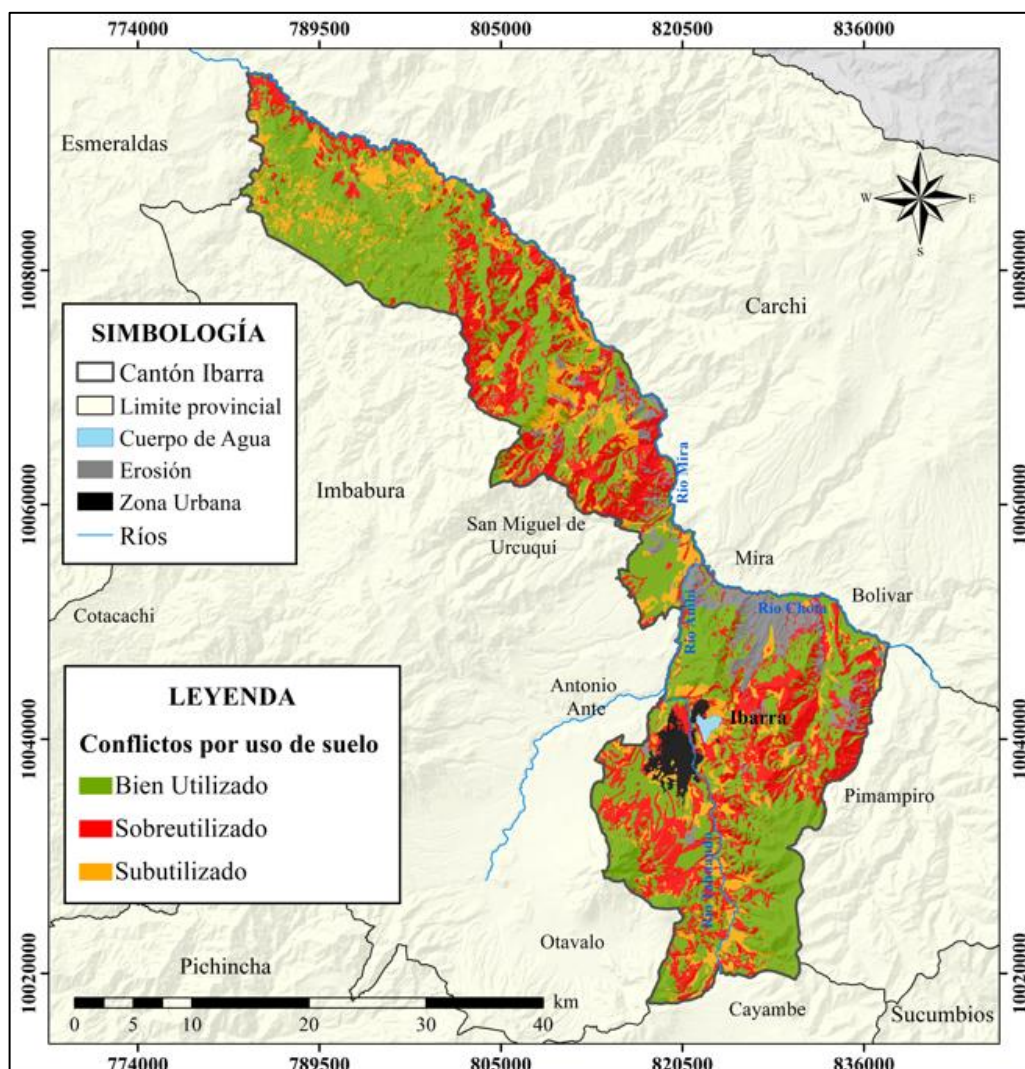 774000 789500 805000 820500 836000
Esmeraldas
N
W E
S
Carchi
10080000 10080000
SIMBOLOGÍA
Cantón Ibarra
Limite provincial
Cuerpo de Agua
Erosión
Zona Urbana
Ríos
Imbabura
Río Mira
10060000 10060000
San Miguel de
Urcuquí
Mira
Bolivar
Cotacachi
Río Ambi
Río Chota
LEYENDA
Conflictos por uso de suelo
Bien Utilizado
Sobreutilizado
Subutilizado
Antonio
Ante
Ibarra
10040000 10040000
Pimampiro
Río Tahuando
Otavalo
Pichincha
10020000 10020000
Cayambe
Sucumbios
km
0 5 10 20 30 40
774000 789500 805000 820500 836000